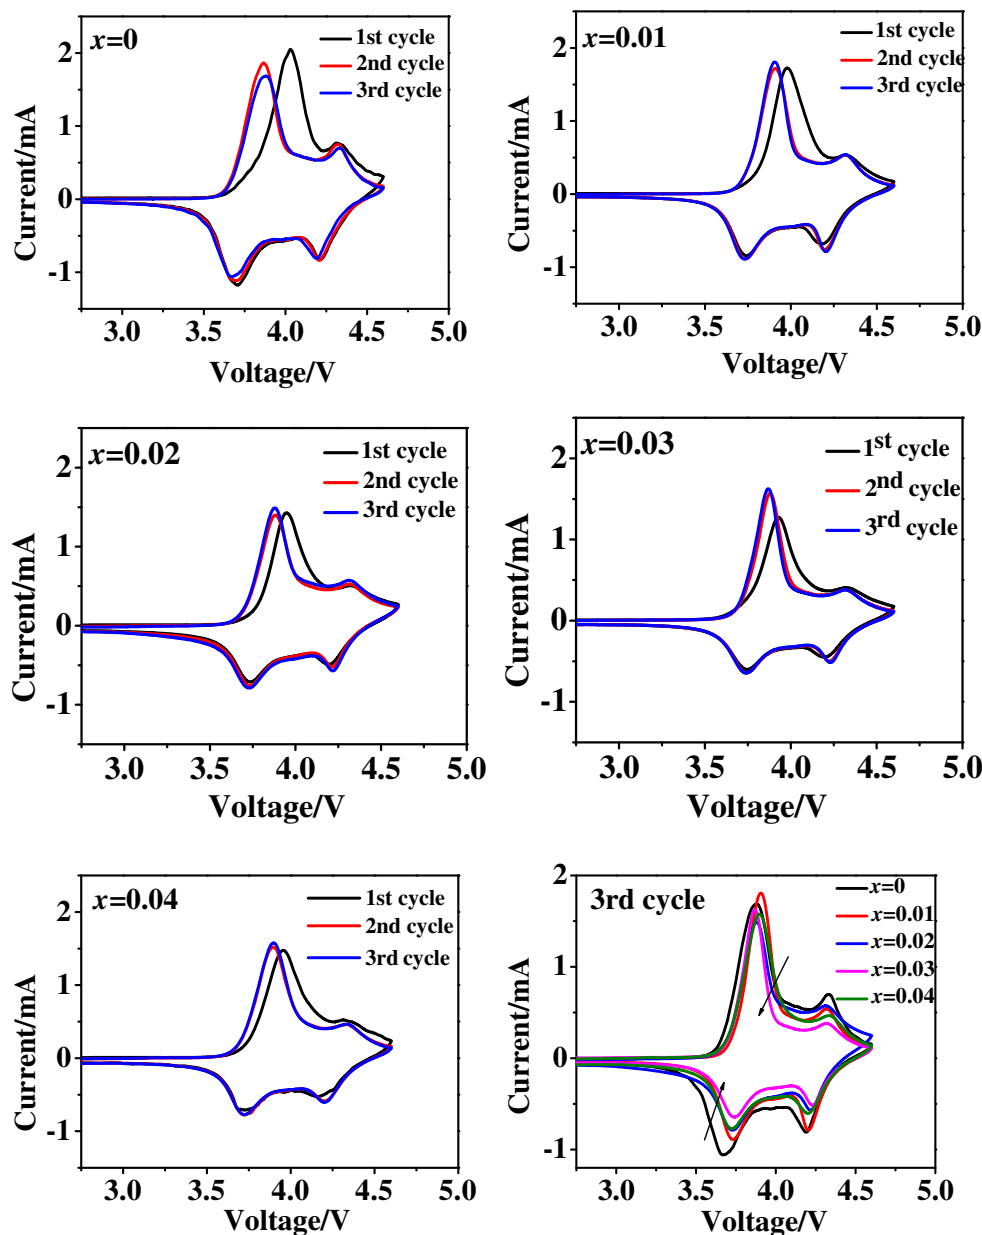 x=0
1st cycle
2nd cycle
3rd cycle
2
1
0
-1
3.0 3.5 4.0 4.5 5.0
Current/mA
Voltage/V
x=0.01
1st cycle
2nd cycle
3rd cycle
2
1
0
-1
3.0 3.5 4.0 4.5 5.0
Current/mA
Voltage/V
x=0.02
1st cycle
2nd cycle
3rd cycle
2
1
0
-1
3.0 3.5 4.0 4.5 5.0
Current/mA
Voltage/V
x=0.03
1st cycle
2nd cycle
3rd cycle
2
1
0
-1
3.0 3.5 4.0 4.5 5.0
Current/mA
Voltage/V
x=0.04
1st cycle
2nd cycle
3rd cycle
2
1
0
-1
3.0 3.5 4.0 4.5 5.0
Current/mA
Voltage/V
3rd cycle
x=0
x=0.01
x=0.02
x=0.03
x=0.04
2
1
0
-1
3.0 3.5 4.0 4.5 5.0
Current/mA
Voltage/V